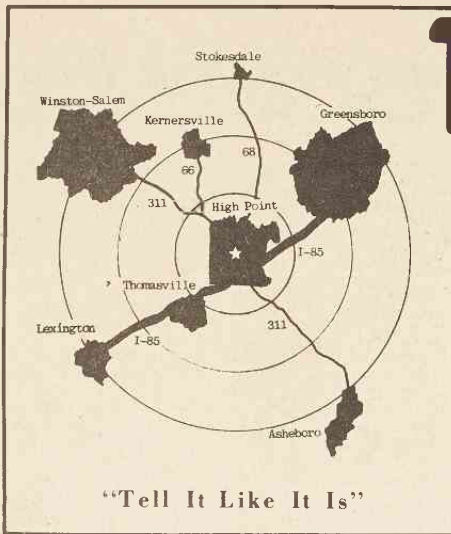 Stokesdale
Winston-Salem
Kernersville
Greensboro
68
66
311
High Point
I-85
Thomasville
Lexington
311
I-85
Asheboro
"Tell It Like It Is"